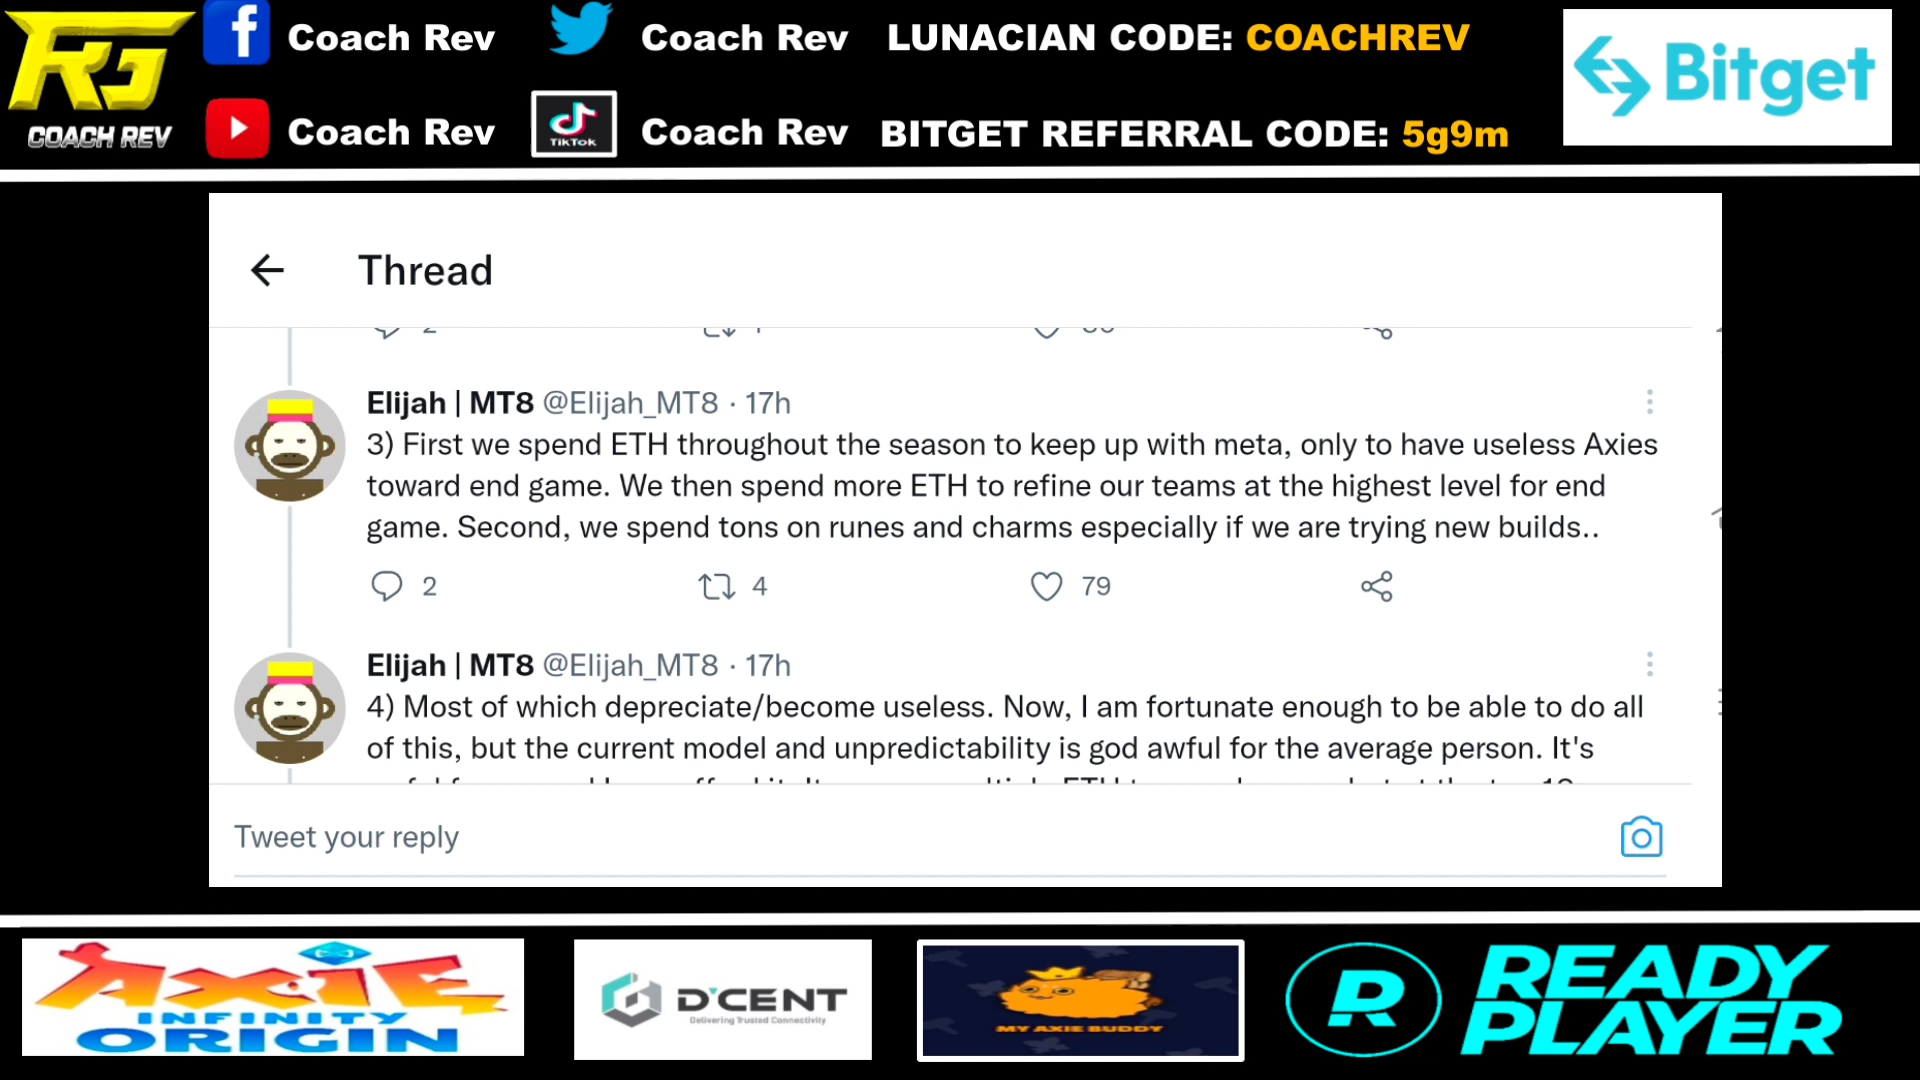 RG
COACH REV
Coach Rev
Coach Rev
LUNACIAN CODE: COACHREV
Coach Rev
TikTok
Coach Rev
BITGET REFERRAL CODE: 5g9m
Bitget
Thread
Elijah | MT8 @Elijah_MT8 · 17h
3) First we spend ETH throughout the season to keep up with meta, only to have useless Axies
toward end game. We then spend more ETH to refine our teams at the highest level for end
game. Second, we spend tons on runes and charms especially if we are trying new builds..
2 4 79
Elijah | MT8 @Elijah_MT8 · 17h
4) Most of which depreciate/become useless. Now, I am fortunate enough to be able to do all
of this, but the current model and unpredictability is god awful for the average person. It's
Tweet your reply
AXIE
INFINITY
ORIGIN
D'CENT
Delivering Trusted Connectivity
MY AXIE BUDDY
R
READY
PLAYER